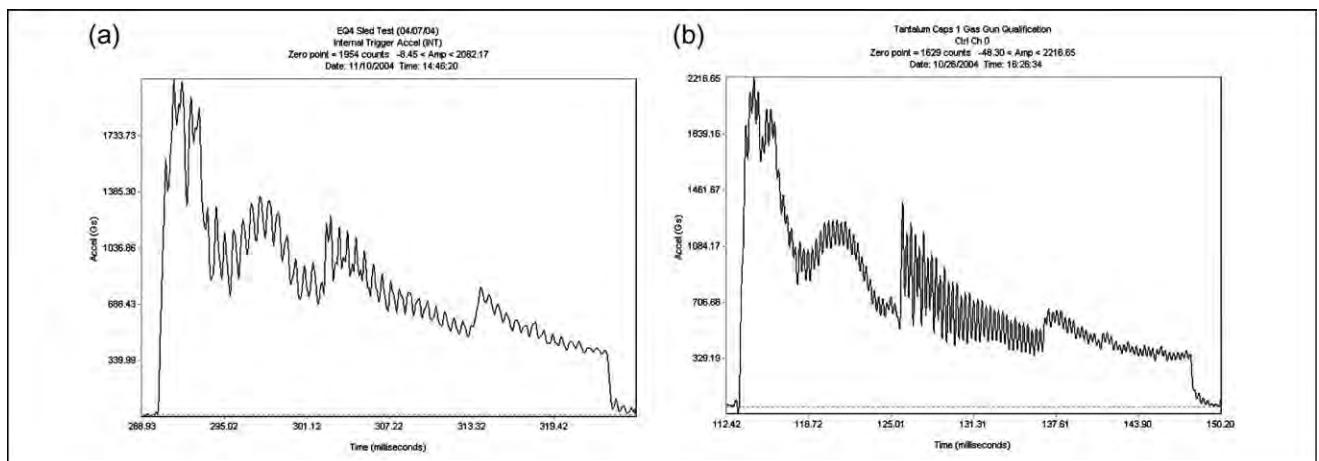 (a)
EQ4 Sled Test (04/07/04)
Internal Trigger Accel (INT)
Zero point = 1954 counts -8.45 < Amp < 2082.17
Date: 11/10/2004 Time: 14:46:20
Accel (Gs)
1733.73
1385.30
1036.86
688.43
339.99
288.93 295.02 301.12 307.22 313.32 319.42
Time (milliseconds)
(b)
Tantalum Caps 1 Gas Gun Qualification
Ctrl Ch 0
Zero point = 1629 counts -48.30 < Amp < 2216.65
Date: 10/26/2004 Time: 16:26:34
Accel (Gs)
2216.65
1839.15
1461.67
1084.17
706.68
329.19
112.42 118.72 125.01 131.31 137.61 143.90 150.20
Time (milliseconds)